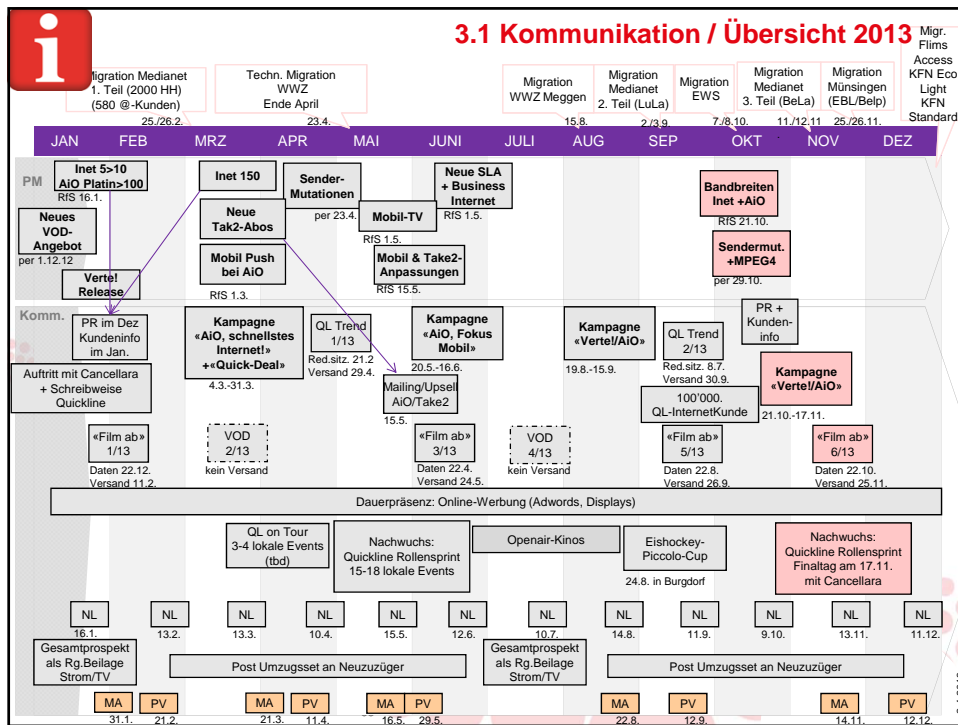 i
3.1 Kommunikation / Übersicht 2013
Migration Medianet
1. Teil (2000 HH)
(580 @-Kunden)
25./26.2.
Techn. Migration
WWZ
Ende April
23.4.
Migration
WWZ Meggen
15.8.
Migration
Medianet
2. Teil (LuLa)
2./3.9.
Migration
EWS
7./8.10.
Migration
Medianet
3. Teil (BeLa)
11./12.11
Migration
Münsingen
(EBL/Belp)
25./26.11.
Migr.
Flims
Access
KFN Eco
Light
KFN
Standard
JAN FEB MRZ APR MAI JUNI JULI AUG SEP OKT NOV DEZ
PM
Inet 5>10
AiO Platin>100
RfS 16.1.
Neues
VOD-
Angebot
per 1.12.12
Verte!
Release
Inet 150
Neue
Tak2-Abos
Mobil Push
bei AiO
RfS 1.3.
Sender-
Mutationen
per 23.4.
Mobil-TV
RfS 1.5.
Neue SLA
+ Business
Internet
RfS 1.5.
Mobil & Take2-
Anpassungen
RfS 15.5.
Bandbreiten
Inet +AiO
RfS 21.10.
Sendermut.
+MPEG4
per 29.10.
Komm.
PR im Dez
Kundeninfo
im Jan.
Auftritt mit Cancellara
+ Schreibweise
Quickline
Kampagne
«AiO, schnellstes
Internet!»
+«Quick-Deal»
4.3.-31.3.
QL Trend
1/13
Red.sitz. 21.2
Versand 29.4.
Mailing/Upsell
AiO/Take2
15.5.
Kampagne
«AiO, Fokus
Mobil»
20.5.-16.6.
Kampagne
«Verte!/AiO»
19.8.-15.9.
QL Trend
2/13
Red.sitz. 8.7.
Versand 30.9.
100'000.
QL-InternetKunde
PR +
Kunden-
info
Kampagne
«Verte!/AiO»
21.10.-17.11.
«Film ab»
1/13
Daten 22.12.
Versand 11.2.
VOD
2/13
kein Versand
«Film ab»
3/13
Daten 22.4.
Versand 24.5.
VOD
4/13
kein Versand
«Film ab»
5/13
Daten 22.8.
Versand 26.9.
«Film ab»
6/13
Daten 22.10.
Versand 25.11.
Dauerpräsenz: Online-Werbung (Adwords, Displays)
QL on Tour
3-4 lokale Events
(tbd)
Nachwuchs:
Quickline Rollensprint
15-18 lokale Events
Openair-Kinos
Eishockey-
Piccolo-Cup
24.8. in Burgdorf
Nachwuchs:
Quickline Rollensprint
Finaltag am 17.11.
mit Cancellara
NL NL NL NL NL NL NL NL NL NL NL NL
16.1. 13.2. 13.3. 10.4. 15.5. 12.6. 10.7. 14.8. 11.9. 9.10. 13.11. 11.12.
Gesamtprospekt
als Rg.Beilage
Strom/TV
Post Umzugsset an Neuzuzüger
Gesamtprospekt
als Rg.Beilage
Strom/TV
Post Umzugsset an Neuzuzüger
MA PV MA PV MA PV MA PV MA PV
31.1. 21.2. 21.3. 11.4. 16.5. 29.5. 22.8. 12.9. 14.11. 12.12.